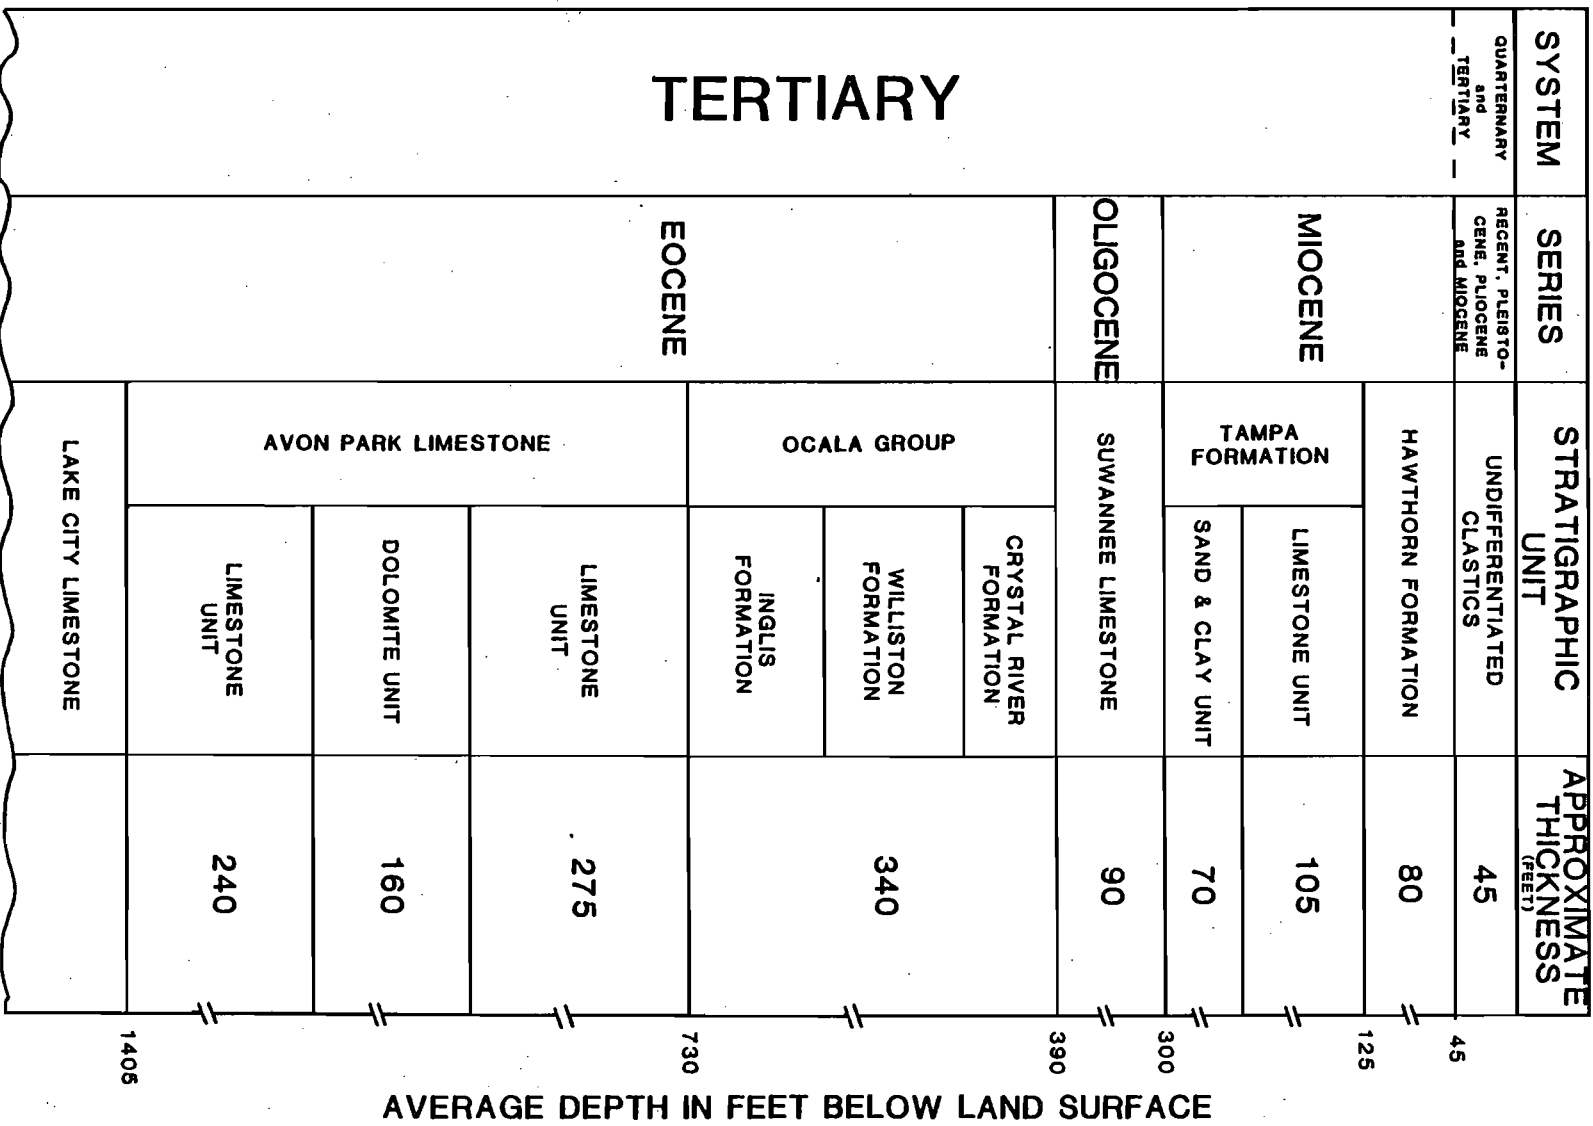 SYSTEM
SERIES
STRATIGRAPHIC
UNIT
APPROXIMATE
THICKNESS
(FEET)
QUARTERNARY
and
TERTIARY
RECENT, PLEISTO-
CENE, PLIOCENE
and MIOCENE
UNDIFFERENTIATED
CLASTICS
45
45
TERTIARY
MIOCENE
HAWTHORN FORMATION
80
125
TAMPA
FORMATION
LIMESTONE UNIT
105
SAND & CLAY UNIT
70
300
OLIGOCENE
SUWANNEE LIMESTONE
90
390
EOCENE
OCALA GROUP
CRYSTAL RIVER
FORMATION
WILLISTON
FORMATION
INGLIS
FORMATION
340
730
AVON PARK LIMESTONE
LIMESTONE
UNIT
275
DOLOMITE UNIT
160
LIMESTONE
UNIT
240
1405
LAKE CITY LIMESTONE
AVERAGE DEPTH IN FEET BELOW LAND SURFACE